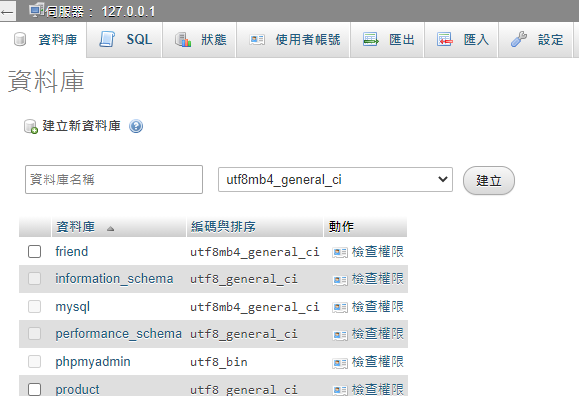 伺服器： 127.0.0.1
資料庫 SQL 狀態 使用者帳號 匯出 匯入 設定
資料庫
建立新資料庫
資料庫名稱 utf8mb4_general_ci 建立
資料庫 編碼與排序 動作
friend utf8mb4_general_ci 檢查權限
information_schema utf8_general_ci 檢查權限
mysql utf8mb4_general_ci 檢查權限
performance_schema utf8_general_ci 檢查權限
phpmyadmin utf8_bin 檢查權限
product utf8_general_ci 檢查權限